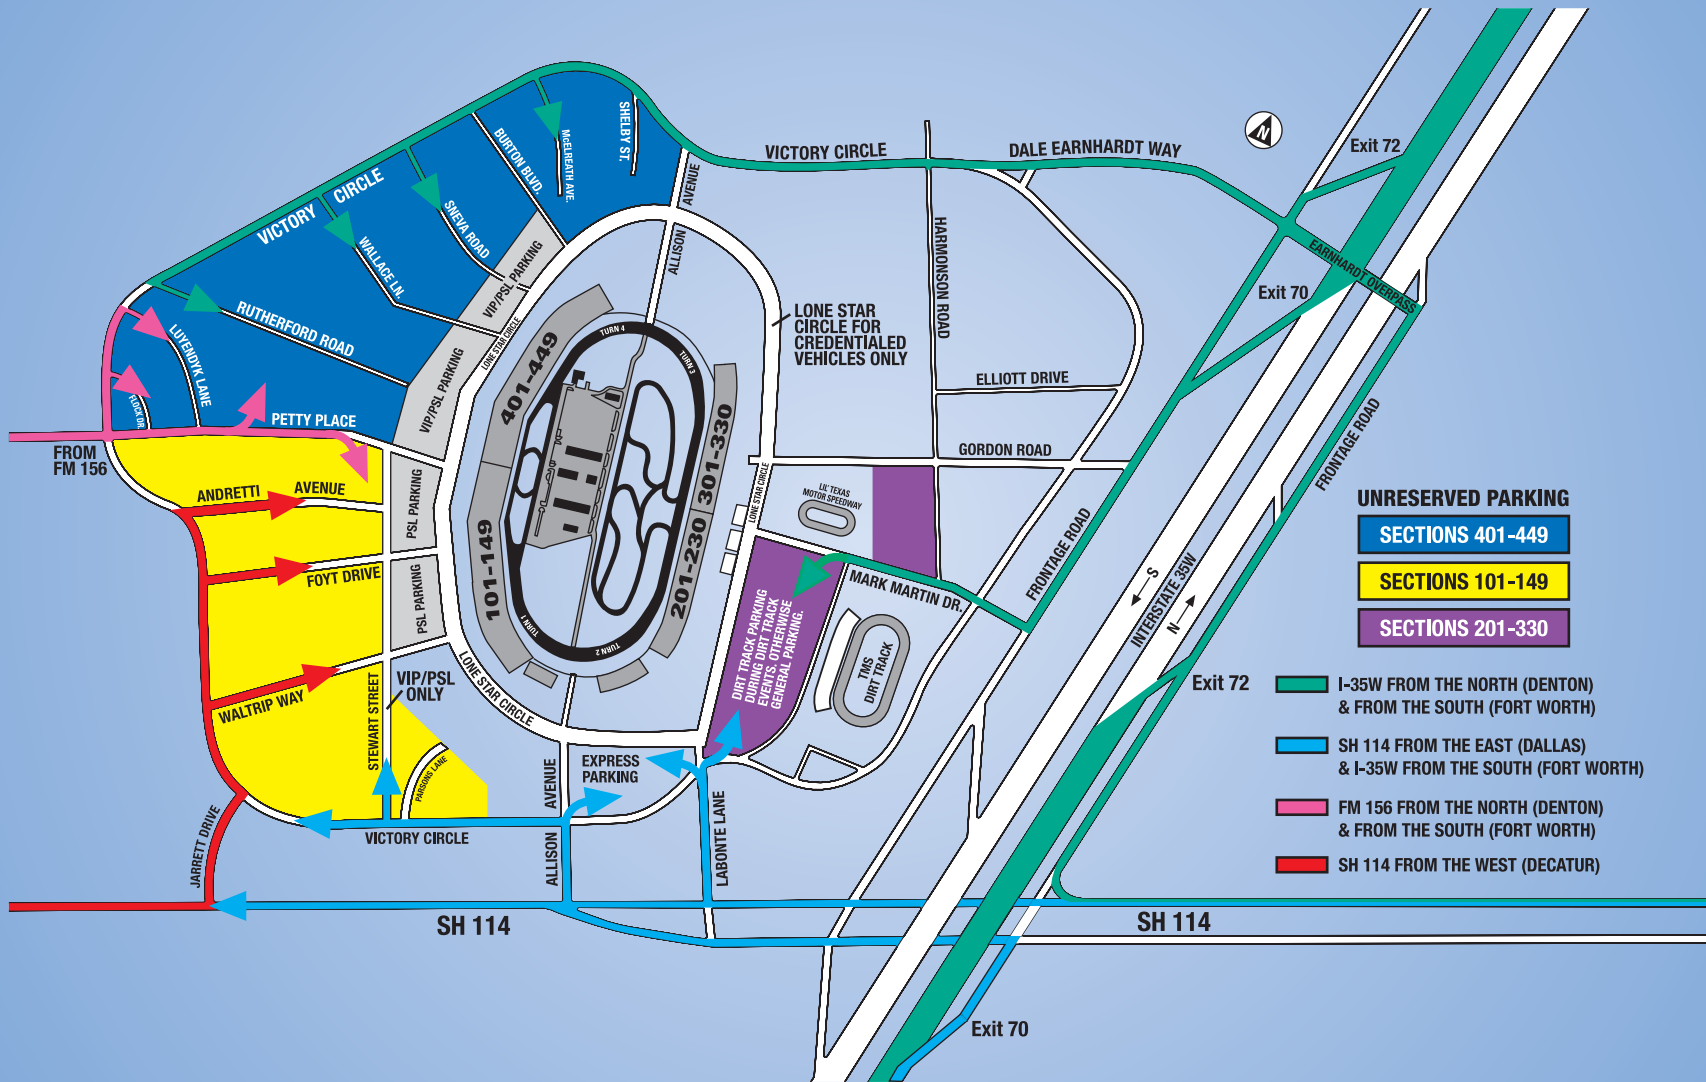 VICTORY CIRCLE
DALE EARNHARDT WAY
Exit 72
N
SHELBY ST.
McELREATH AVE.
BURTON BLVD.
SNEVA ROAD
WALLACE LN.
VICTORY CIRCLE
RUTHERFORD ROAD
LUYENDYK LANE
FLOCK DR.
PETTY PLACE
FROM
FM 156
VIP/PSL PARKING
VIP/PSL PARKING
LONE STAR CIRCLE
ALLISON
AVENUE
HARMONSON ROAD
EARNHARDT OVERPASS
Exit 70
LONE STAR
CIRCLE FOR
CREDENTIALED
VEHICLES ONLY
ELLIOTT DRIVE
GORDON ROAD
FRONTAGE ROAD
FRONTAGE ROAD
TURN 4
TURN 3
TURN 1
TURN 2
401-449
301-330
101-149
201-230
LONE STAR CIRCLE
LIL' TEXAS
MOTOR SPEEDWAY
MARK MARTIN DR.
ANDRETTI
AVENUE
PSL PARKING
FOYT DRIVE
PSL PARKING
WALTRIP WAY
STEWART STREET
VIP/PSL
ONLY
PARSONS LANE
LONE STAR CIRCLE
DIRT TRACK PARKING
DURING DIRT TRACK
EVENTS. OTHERWISE
GENERAL PARKING.
TMS
DIRT TRACK
EXPRESS
PARKING
ALLISON
AVENUE
LABONTE LANE
VICTORY CIRCLE
JARRETT DRIVE
SH 114
SH 114
S
INTERSTATE 35W
N
Exit 72
Exit 70
UNRESERVED PARKING
SECTIONS 401-449
SECTIONS 101-149
SECTIONS 201-330
I-35W FROM THE NORTH (DENTON)
& FROM THE SOUTH (FORT WORTH)
SH 114 FROM THE EAST (DALLAS)
& I-35W FROM THE SOUTH (FORT WORTH)
FM 156 FROM THE NORTH (DENTON)
& FROM THE SOUTH (FORT WORTH)
SH 114 FROM THE WEST (DECATUR)